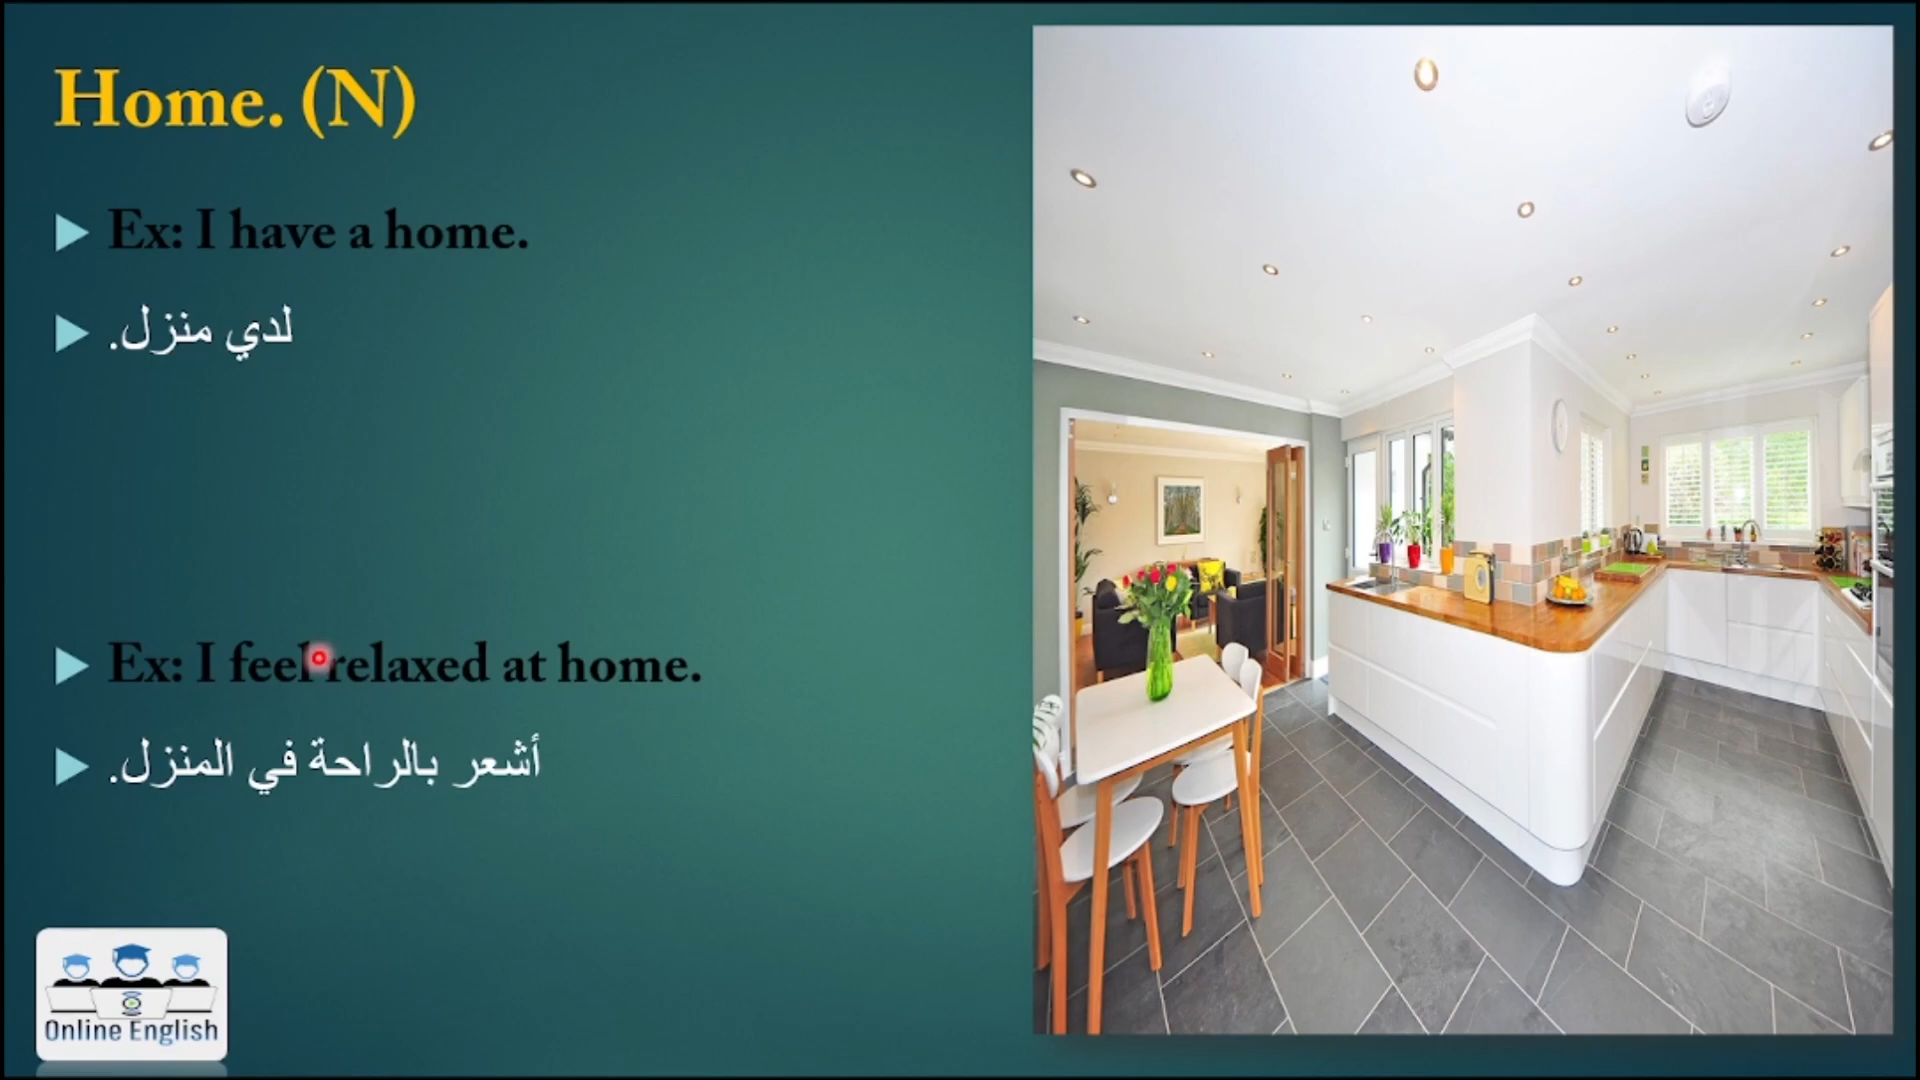 Home. (N)
Ex: I have a home.
لدي منزل.
Ex: I feel relaxed at home.
أشعر بالراحة في المنزل.
Online English